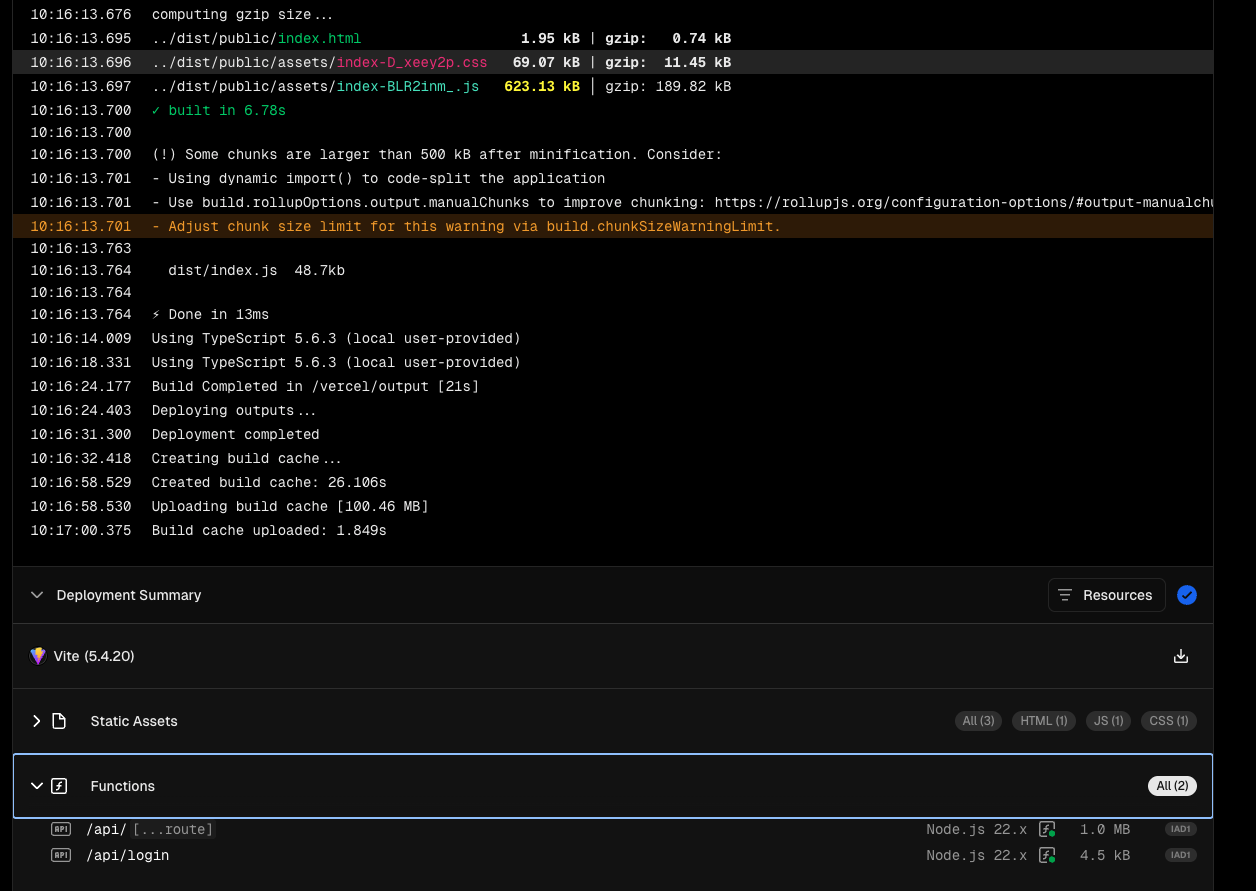 10:16:13.676 computing gzip size...
10:16:13.695 ../dist/public/index.html 1.95 kB | gzip: 0.74 kB
10:16:13.696 ../dist/public/assets/index-D_xeey2p.css 69.07 kB | gzip: 11.45 kB
10:16:13.697 ../dist/public/assets/index-BLR2inm_.js 623.13 kB │ gzip: 189.82 kB
10:16:13.700 ✓ built in 6.78s
10:16:13.700
10:16:13.700 (!) Some chunks are larger than 500 kB after minification. Consider:
10:16:13.701 - Using dynamic import() to code-split the application
10:16:13.701 - Use build.rollupOptions.output.manualChunks to improve chunking: https://rollupjs.org/configuration-options/#output-manualchu
10:16:13.701 - Adjust chunk size limit for this warning via build.chunkSizeWarningLimit.
10:16:13.763
10:16:13.764 dist/index.js 48.7kb
10:16:13.764
10:16:13.764 ⚡ Done in 13ms
10:16:14.009 Using TypeScript 5.6.3 (local user-provided)
10:16:18.331 Using TypeScript 5.6.3 (local user-provided)
10:16:24.177 Build Completed in /vercel/output [21s]
10:16:24.403 Deploying outputs...
10:16:31.300 Deployment completed
10:16:32.418 Creating build cache...
10:16:58.529 Created build cache: 26.106s
10:16:58.530 Uploading build cache [100.46 MB]
10:17:00.375 Build cache uploaded: 1.849s
Deployment Summary Resources
Vite (5.4.20)
Static Assets All (3) HTML (1) JS (1) CSS (1)
Functions All (2)
API /api/[...route] Node.js 22.x 1.0 MB IAD1
API /api/login Node.js 22.x 4.5 kB IAD1